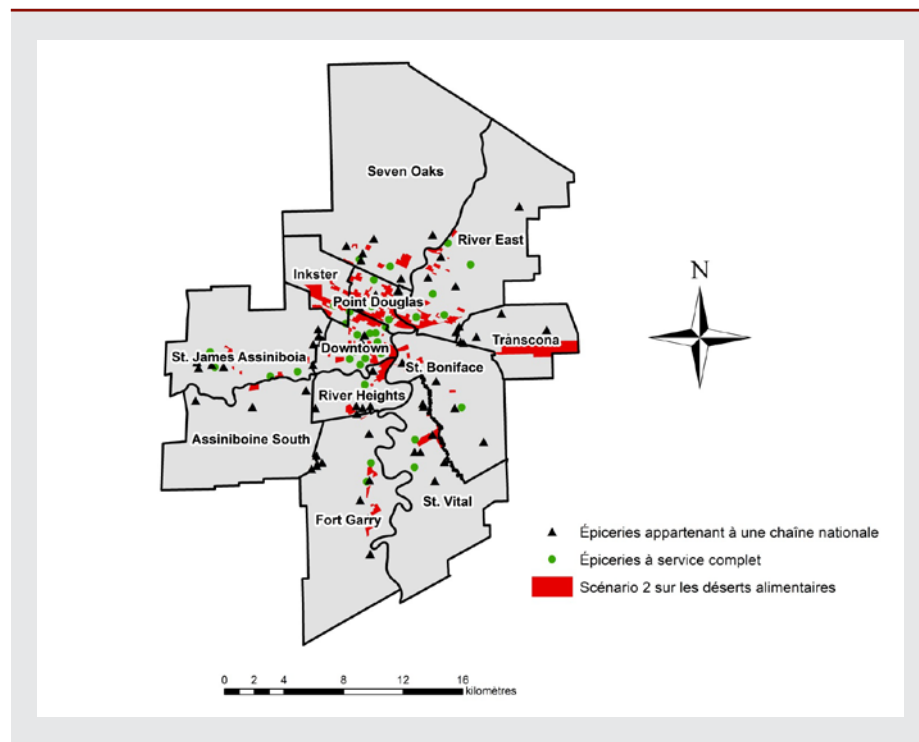 Seven Oaks
River East
Inkster
Point Douglas
N
Transcona
Downtown
St. James Assiniboia
St. Boniface
River Heights
Assiniboine South
St. Vital
Fort Garry
Épiceries appartenant à une chaîne nationale
Épiceries à service complet
Scénario 2 sur les déserts alimentaires
0 2 4 8 12 16
kilomètres